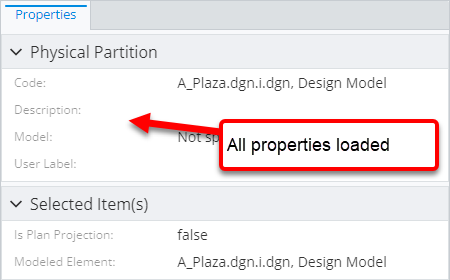 Properties
Physical Partition
Code: A_Plaza.dgn.i.dgn, Design Model
Description:
Model: Not sp
All properties loaded
User Label:
Selected Item(s)
Is Plan Projection: false
Modeled Element: A_Plaza.dgn.i.dgn, Design Model